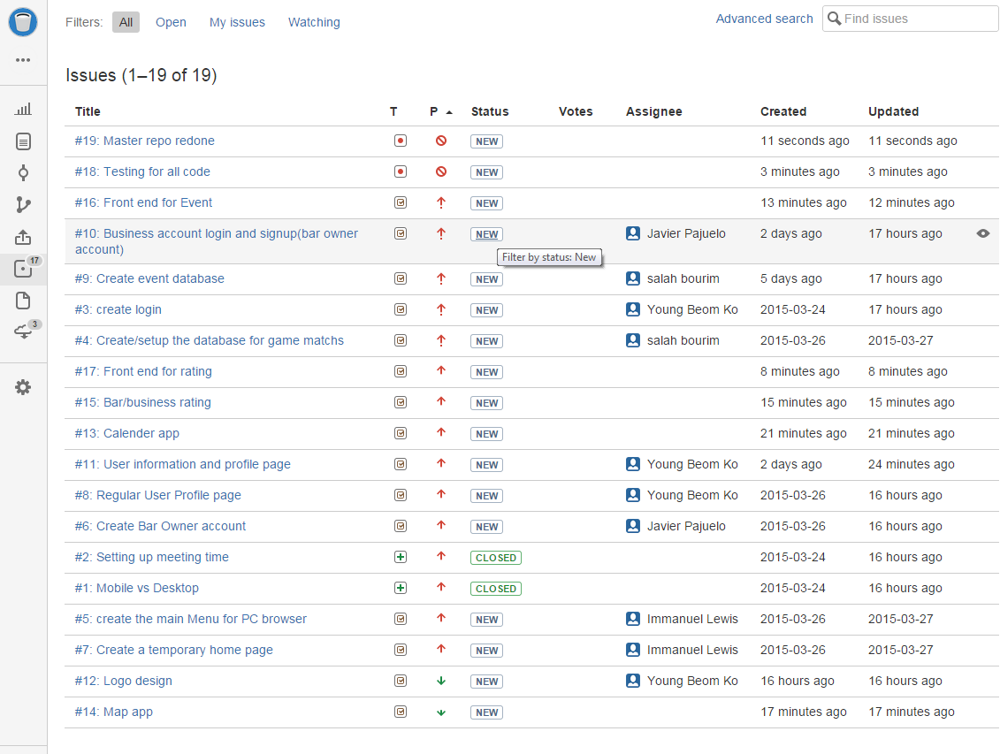 Filters: All Open My issues Watching Advanced search Find issues
Issues (1–19 of 19)
Title T P Status Votes Assignee Created Updated
#19: Master repo redone NEW 11 seconds ago 11 seconds ago
#18: Testing for all code NEW 3 minutes ago 3 minutes ago
#16: Front end for Event NEW 13 minutes ago 12 minutes ago
#10: Business account login and signup(bar owner NEW Javier Pajuelo 2 days ago 17 hours ago
account)
Filter by status: New
17
#9: Create event database NEW salah bourim 5 days ago 17 hours ago
#3: create login NEW Young Beom Ko 2015-03-24 17 hours ago
3
#4: Create/setup the database for game matchs NEW salah bourim 2015-03-26 2015-03-27
#17: Front end for rating NEW 8 minutes ago 8 minutes ago
#15: Bar/business rating NEW 15 minutes ago 15 minutes ago
#13: Calender app NEW 21 minutes ago 21 minutes ago
#11: User information and profile page NEW Young Beom Ko 2 days ago 24 minutes ago
#8: Regular User Profile page NEW Young Beom Ko 2015-03-26 16 hours ago
#6: Create Bar Owner account NEW Javier Pajuelo 2015-03-26 16 hours ago
#2: Setting up meeting time CLOSED 2015-03-24 16 hours ago
#1: Mobile vs Desktop CLOSED 2015-03-24 16 hours ago
#5: create the main Menu for PC browser NEW Immanuel Lewis 2015-03-26 2015-03-27
#7: Create a temporary home page NEW Immanuel Lewis 2015-03-26 2015-03-27
#12: Logo design NEW Young Beom Ko 16 hours ago 16 hours ago
#14: Map app NEW 17 minutes ago 17 minutes ago